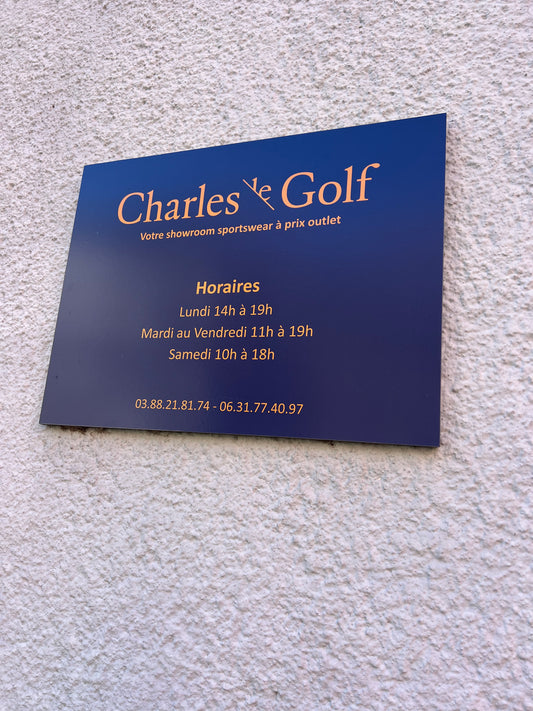 Charles le Golf
Votre showroom sportswear à prix outlet
Horaires
Lundi 14h à 19h
Mardi au Vendredi 11h à 19h
Samedi 10h à 18h
03.88.21.81.74 - 06.31.77.40.97